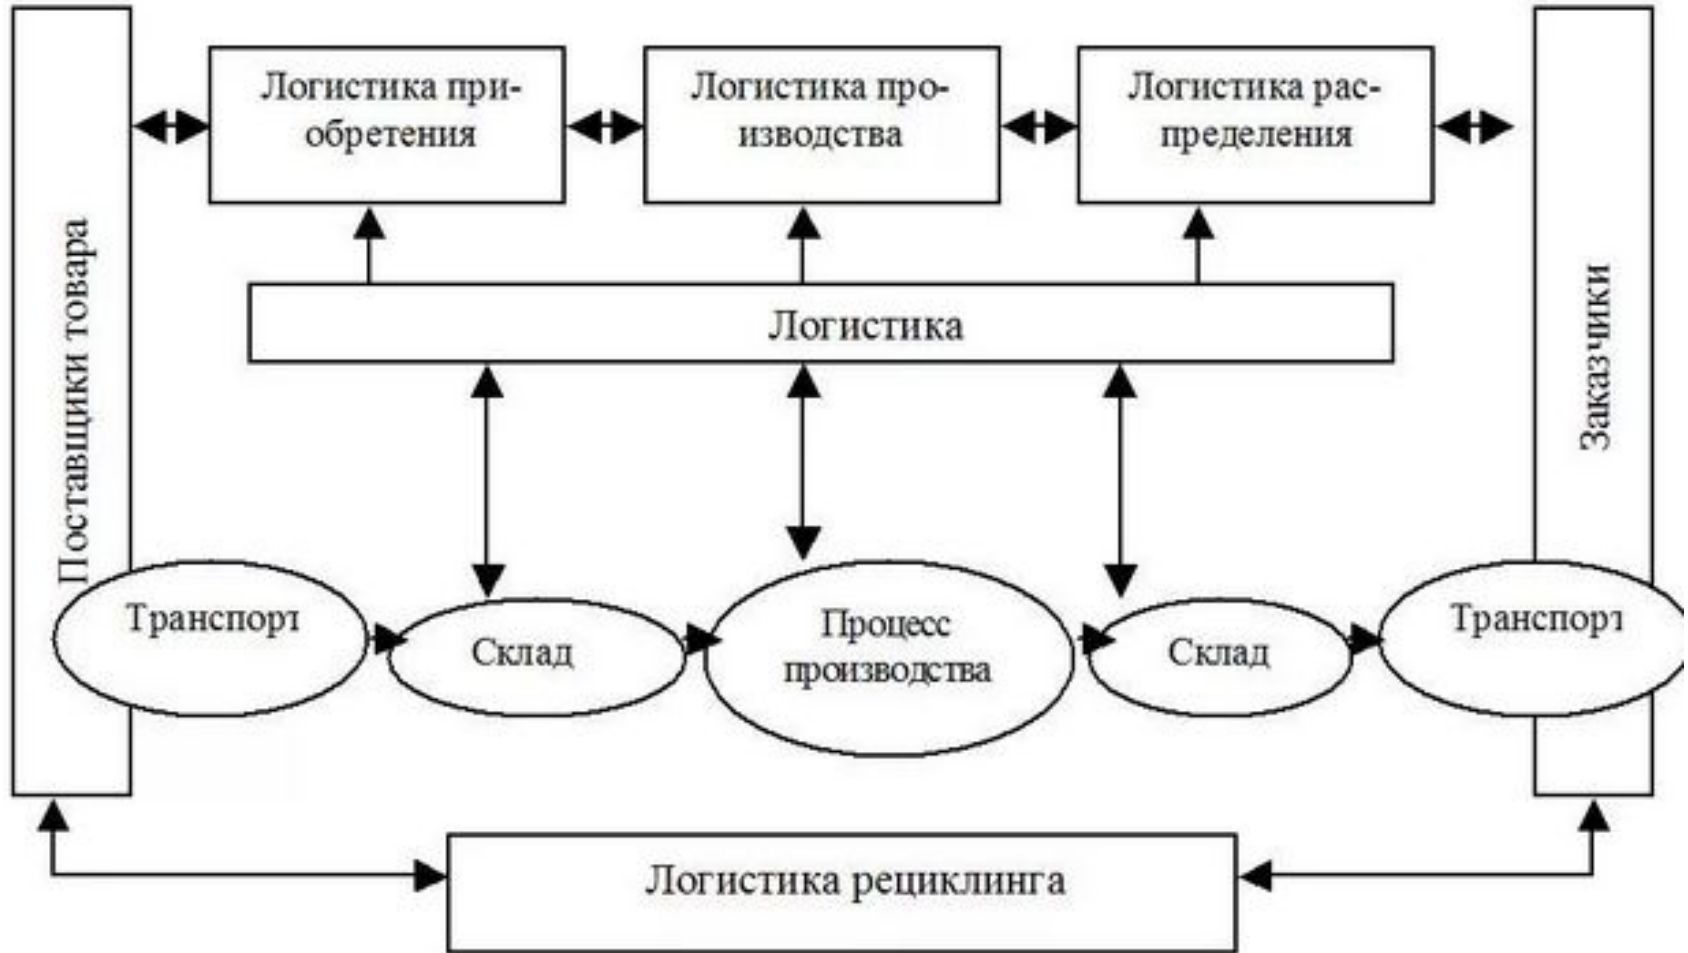 Поставщики товара
Логистика при-
обретения
Логистика про-
изводства
Логистика рас-
пределения
Заказчики
Логистика
Транспорт
Склад
Процесс
производства
Склад
Транспорт
Логистика рециклинга